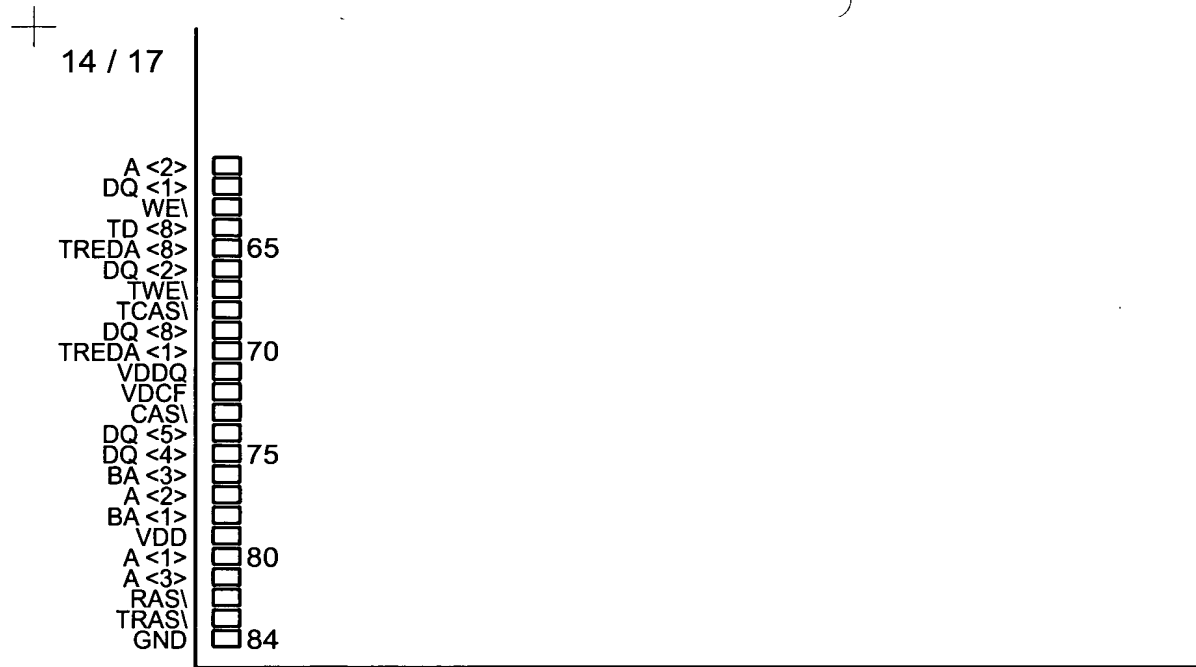 14 / 17
A <2>
DQ <1>
WE\
TD <8>
TREDA <8> 65
DQ <2>
TWE\
TCAS\
DQ <8>
TREDA <1> 70
VDDQ
VDCF
CAS\
DQ <5>
DQ <4> 75
BA <3>
A <2>
BA <1>
VDD
A <1> 80
A <3>
RAS\
TRAS\
GND 84